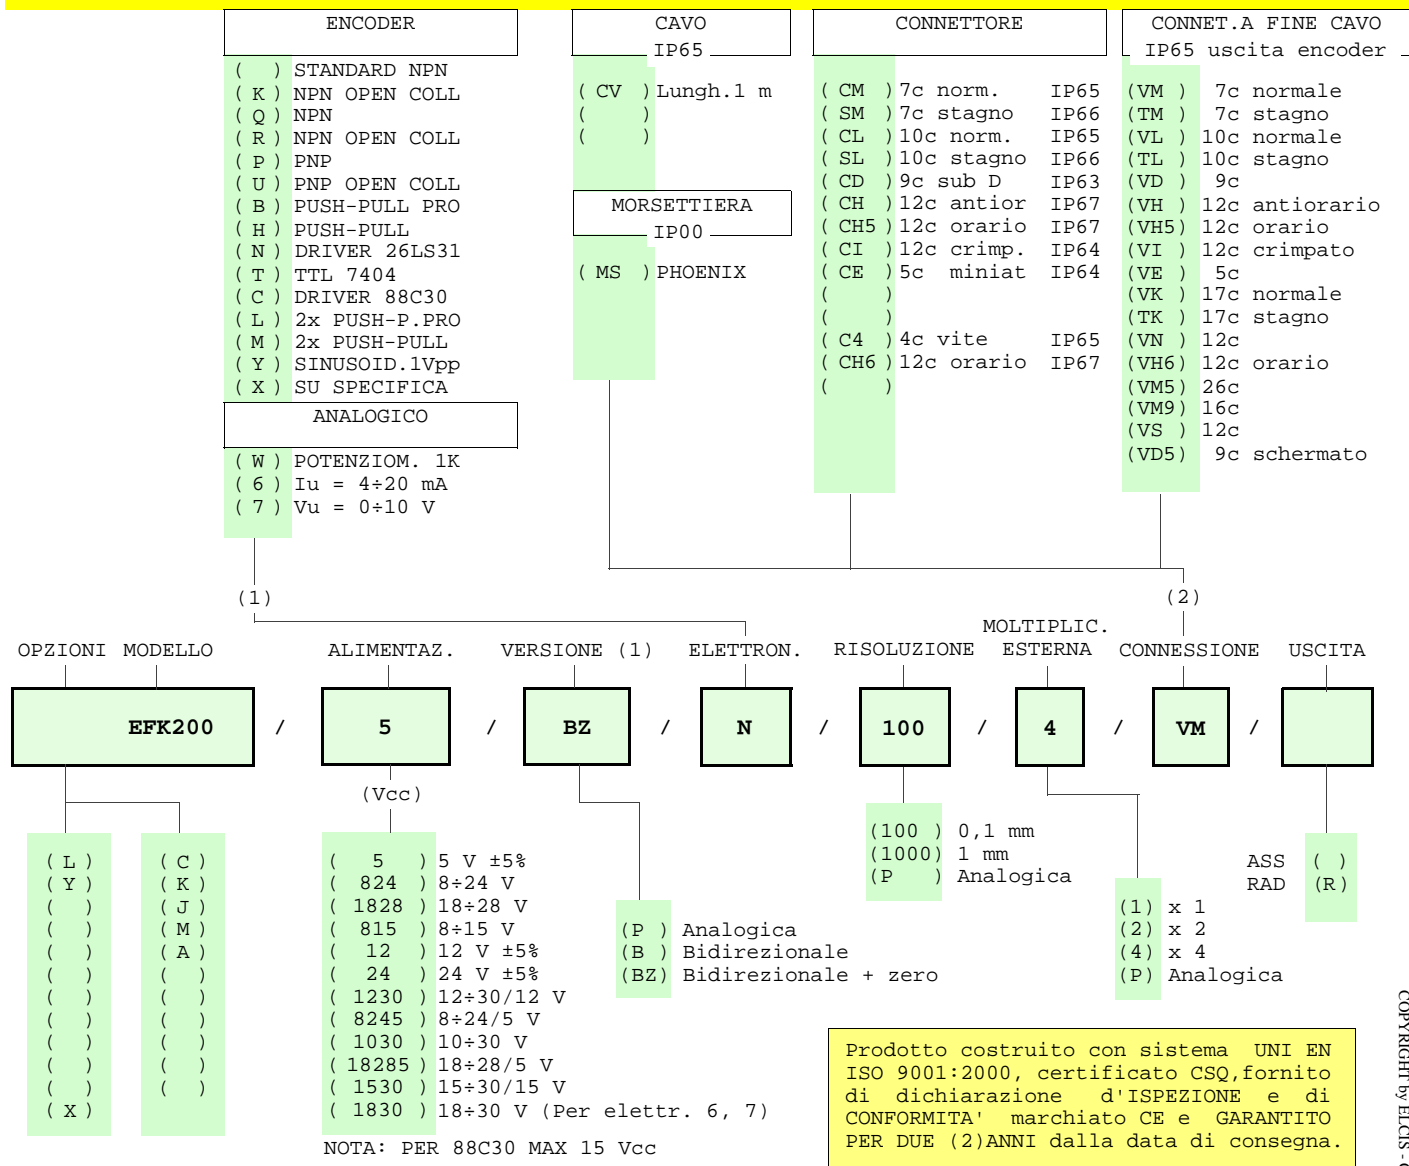 ENCODER
( ) STANDARD NPN
( K ) NPN OPEN COLL
( Q ) NPN
( R ) NPN OPEN COLL
( P ) PNP
( U ) PNP OPEN COLL
( B ) PUSH-PULL PRO
( H ) PUSH-PULL
( N ) DRIVER 26LS31
( T ) TTL 7404
( C ) DRIVER 88C30
( L ) 2x PUSH-P.PRO
( M ) 2x PUSH-PULL
( Y ) SINUSOID.1Vpp
( X ) SU SPECIFICA
ANALOGICO
( W ) POTENZIOM. 1K
( 6 ) Iu = 4÷20 mA
( 7 ) Vu = 0÷10 V
(1)
CAVO
IP65
( CV ) Lungh.1 m
( )
( )
MORSETTIERA
IP00
( MS ) PHOENIX
CONNETTORE
( CM ) 7c norm. IP65
( SM ) 7c stagno IP66
( CL ) 10c norm. IP65
( SL ) 10c stagno IP66
( CD ) 9c sub D IP63
( CH ) 12c antior IP67
( CH5 ) 12c orario IP67
( CI ) 12c crimp. IP64
( CE ) 5c miniat IP64
( )
( )
( C4 ) 4c vite IP65
( CH6 ) 12c orario IP67
( )
CONNET.A FINE CAVO
IP65 uscita encoder
(VM ) 7c normale
(TM ) 7c stagno
(VL ) 10c normale
(TL ) 10c stagno
(VD ) 9c
(VH ) 12c antiorario
(VH5) 12c orario
(VI ) 12c crimpato
(VE ) 5c
(VK ) 17c normale
(TK ) 17c stagno
(VN ) 12c
(VH6) 12c orario
(VM5) 26c
(VM9) 16c
(VS ) 12c
(VD5) 9c schermato
(2)
OPZIONI MODELLO ALIMENTAZ. VERSIONE (1) ELETTRON. RISOLUZIONE MOLTIPLIC. ESTERNA CONNESSIONE USCITA
EFK200 / 5 / BZ / N / 100 / 4 / VM /
( L )
( Y )
( )
( )
( )
( )
( )
( )
( )
( )
( )
( X )
( C )
( K )
( J )
( M )
( A )
( )
( )
( )
( )
( )
( )
(Vcc)
( 5 ) 5 V ±5%
( 824 ) 8÷24 V
( 1828 ) 18÷28 V
( 815 ) 8÷15 V
( 12 ) 12 V ±5%
( 24 ) 24 V ±5%
( 1230 ) 12÷30/12 V
( 8245 ) 8÷24/5 V
( 1030 ) 10÷30 V
( 18285 ) 18÷28/5 V
( 1530 ) 15÷30/15 V
( 1830 ) 18÷30 V (Per elettr. 6, 7)
NOTA: PER 88C30 MAX 15 Vcc
(P ) Analogica
(B ) Bidirezionale
(BZ) Bidirezionale + zero
(100 ) 0,1 mm
(1000) 1 mm
(P ) Analogica
(1) x 1
(2) x 2
(4) x 4
(P) Analogica
ASS ( )
RAD (R)
Prodotto costruito con sistema UNI EN
ISO 9001:2000, certificato CSQ,fornito
di dichiarazione d'ISPEZIONE e di
CONFORMITA' marchiato CE e GARANTITO
PER DUE (2)ANNI dalla data di consegna.
COPYRIGHT by ELCIS -